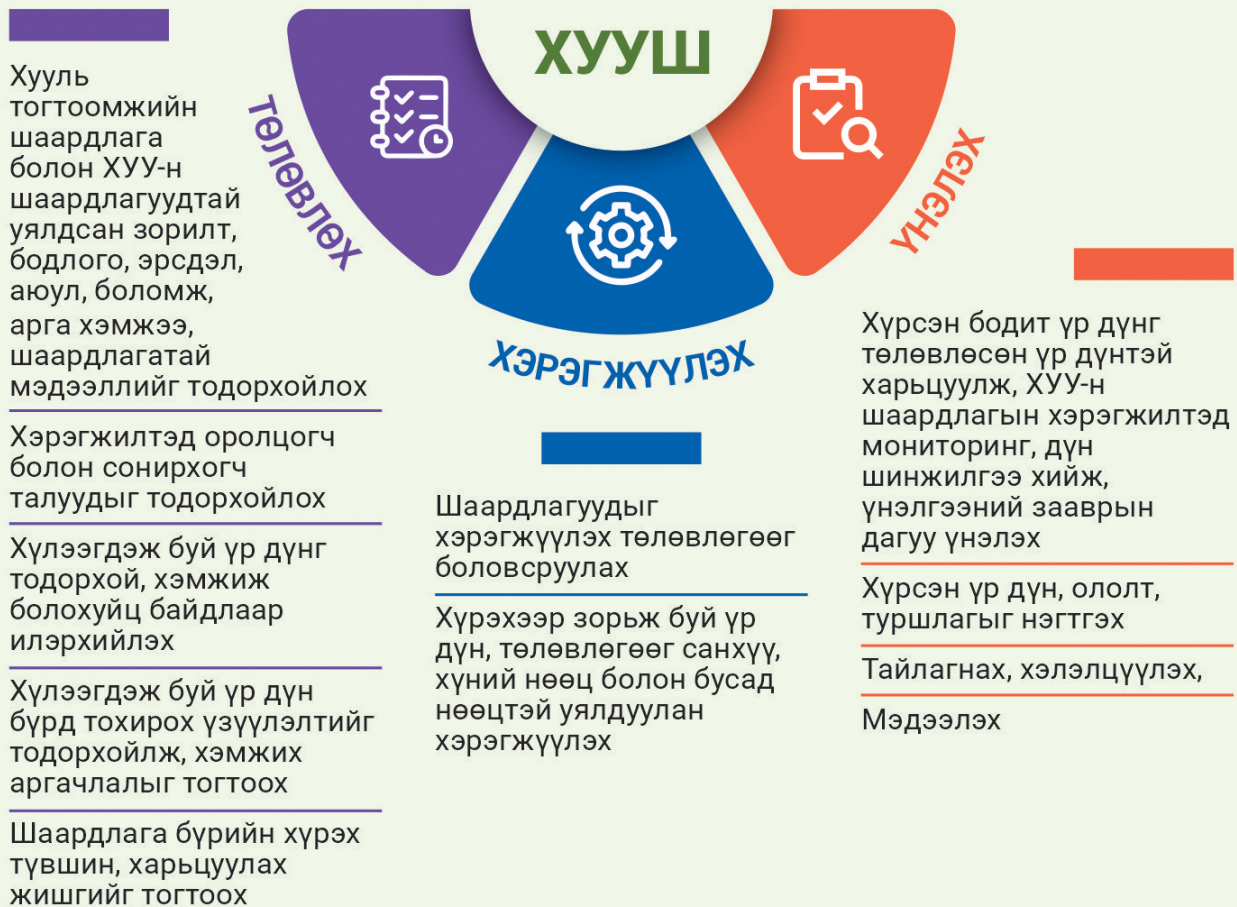 ХУУШ
ТӨЛӨВЛӨХ
Хууль
тогтоомжийн
шаардлага
болон ХУУ-н
шаардлагуудтай
уялдсан зорилт,
бодлого, эрсдэл,
аюул, боломж,
арга хэмжээ,
шаардлагатай
мэдээллийг тодорхойлох
Хэрэгжилтэд оролцогч
болон сонирхогч
талуудыг тодорхойлох
Хүлээгдэж буй үр дүнг
тодорхой, хэмжиж
болохуйц байдлаар
илэрхийлэх
Хүлээгдэж буй үр дүн
бүрд тохирох үзүүлэлтийг
тодорхойлж, хэмжих
аргачлалыг тогтоох
Шаардлага бүрийн хүрэх
түвшин, харьцуулах
жишгийг тогтоох
ХЭРЭГЖҮҮЛЭХ
Шаардлагуудыг
хэрэгжүүлэх төлөвлөгөөг
боловсруулах
Хүрэхээр зорьж буй үр
дүн, төлөвлөгөөг санхүү,
хүний нөөц болон бусад
нөөцтэй уялдуулан
хэрэгжүүлэх
ҮНЭЛЭХ
Хүрсэн бодит үр дүнг
төлөвлөсөн үр дүнтэй
харьцуулж, ХУУ-н
шаардлагын хэрэгжилтэд
мониторинг, дүн
шинжилгээ хийж,
үнэлгээний зааврын
дагуу үнэлэх
Хүрсэн үр дүн, ололт,
туршлагыг нэгтгэх
Тайлагнах, хэлэлцүүлэх,
Мэдээлэх